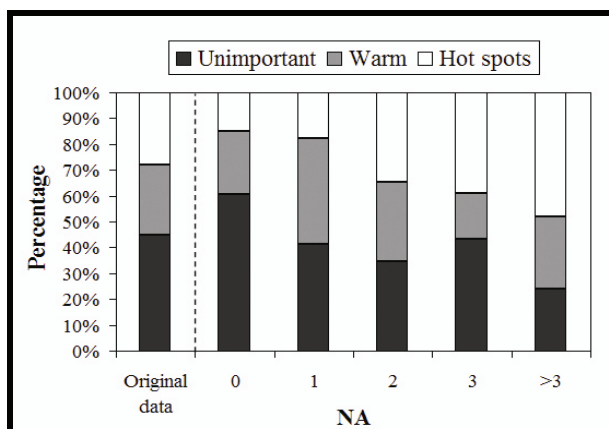 Unimportant Warm Hot spots
100%
90%
80%
70%
60%
50%
40%
30%
20%
10%
0%
Percentage
Original data 0 1 2 3 >3
NA